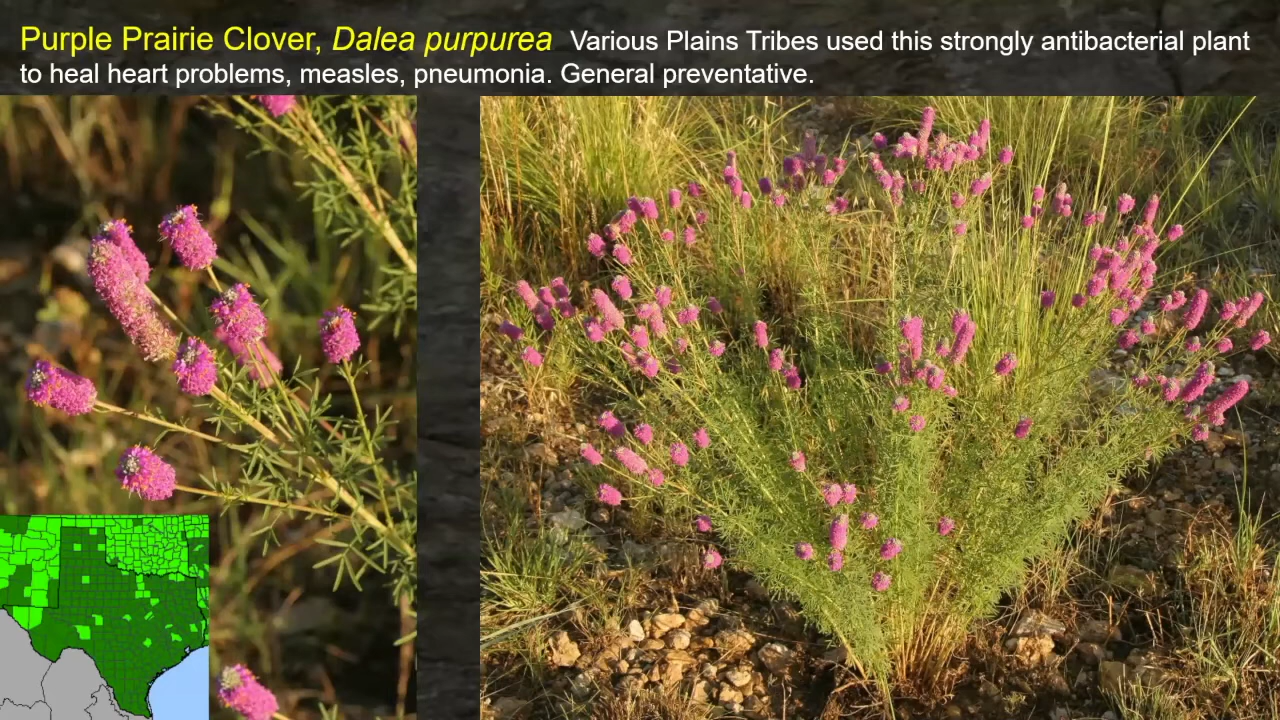 Purple Prairie Clover, Dalea purpurea Various Plains Tribes used this strongly antibacterial plant
to heal heart problems, measles, pneumonia. General preventative.